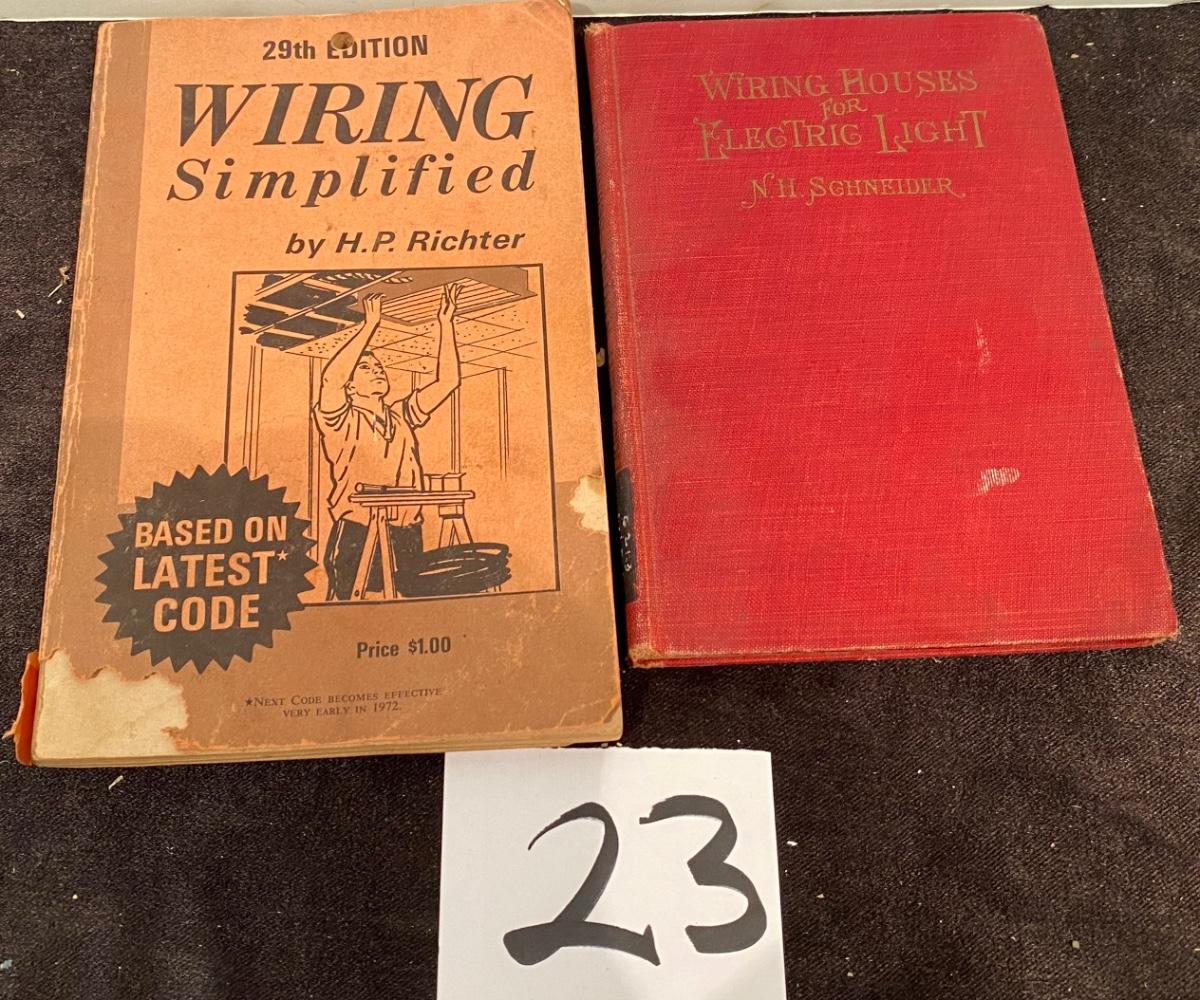 29th EDITION
WIRING
Simplified
by H.P. Richter
BASED ON
LATEST*
CODE
Price $1.00
★NEXT CODE BECOMES EFFECTIVE
VERY EARLY IN 1972.
WIRING HOUSES
FOR
ELECTRIC LIGHT
N.H. SCHNEIDER
23